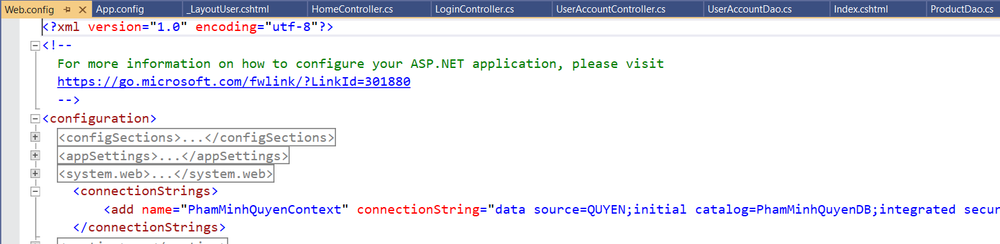 Web.config App.config _LayoutUser.cshtml HomeController.cs LoginController.cs UserAccountController.cs UserAccountDao.cs Index.cshtml ProductDao.cs
<?xml version="1.0" encoding="utf-8"?>
<!--
For more information on how to configure your ASP.NET application, please visit
https://go.microsoft.com/fwlink/?LinkId=301880
-->
<configuration>
<configSections>...</configSections>
<appSettings>...</appSettings>
<system.web>...</system.web>
<connectionStrings>
<add name="PhamMinhQuyenContext" connectionString="data source=QUYEN;initial catalog=PhamMinhQuyenDB;integrated secur
</connectionStrings>